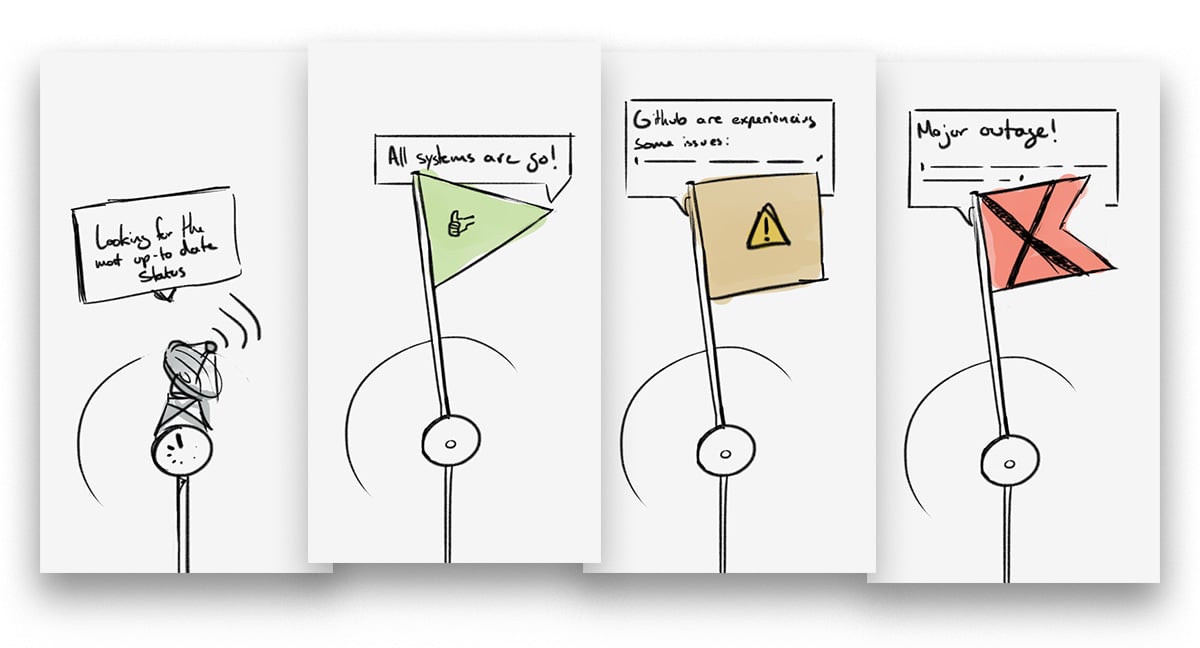 Looking for the
most up-to date
Status
All systems are go!
Github are experiencing
some issues:
Major outage!